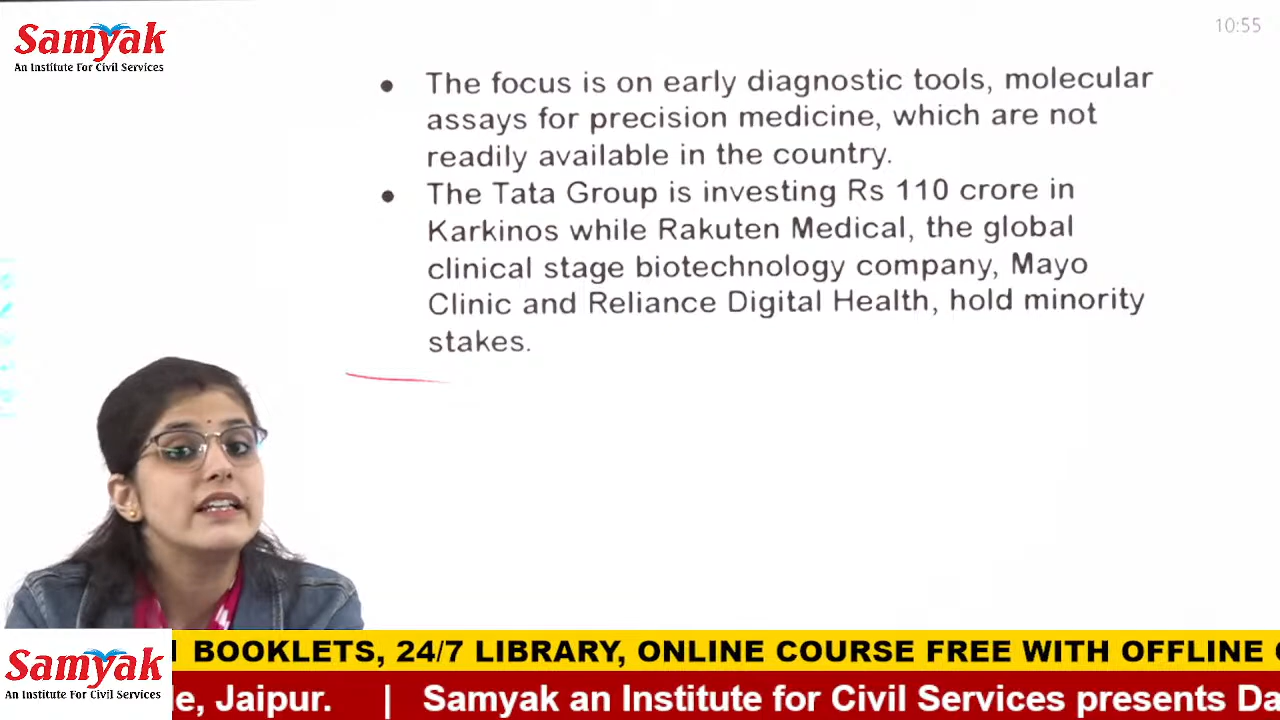 Samyak
An Institute For Civil Services
10:55
• The focus is on early diagnostic tools, molecular
assays for precision medicine, which are not
readily available in the country.
• The Tata Group is investing Rs 110 crore in
Karkinos while Rakuten Medical, the global
clinical stage biotechnology company, Mayo
Clinic and Reliance Digital Health, hold minority
stakes.
BOOKLETS, 24/7 LIBRARY, ONLINE COURSE FREE WITH OFFLINE
Samyak
An Institute For Civil Services
Jaipur. | Samyak an Institute for Civil Services presents